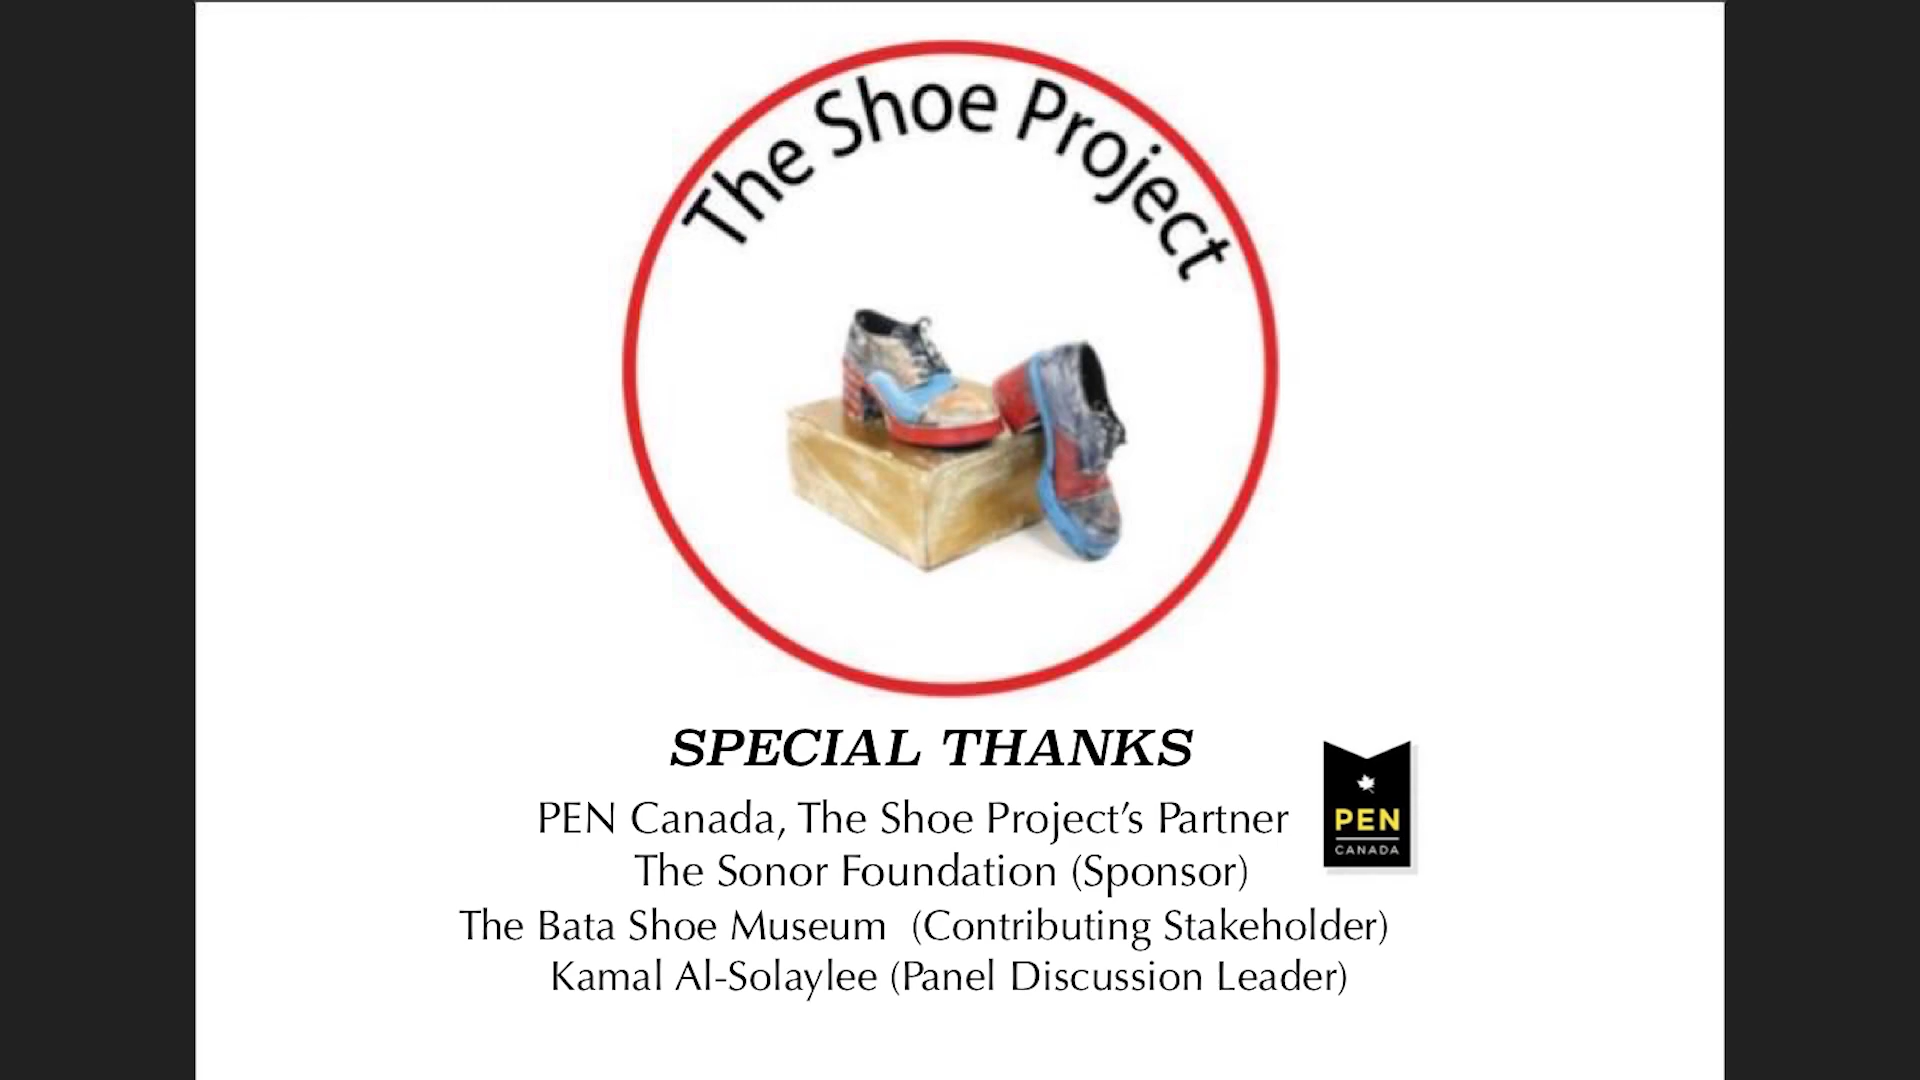 The Shoe Project
SPECIAL THANKS
PEN Canada, The Shoe Project’s Partner
The Sonor Foundation (Sponsor)
The Bata Shoe Museum (Contributing Stakeholder)
Kamal Al-Solaylee (Panel Discussion Leader)
PEN
CANADA